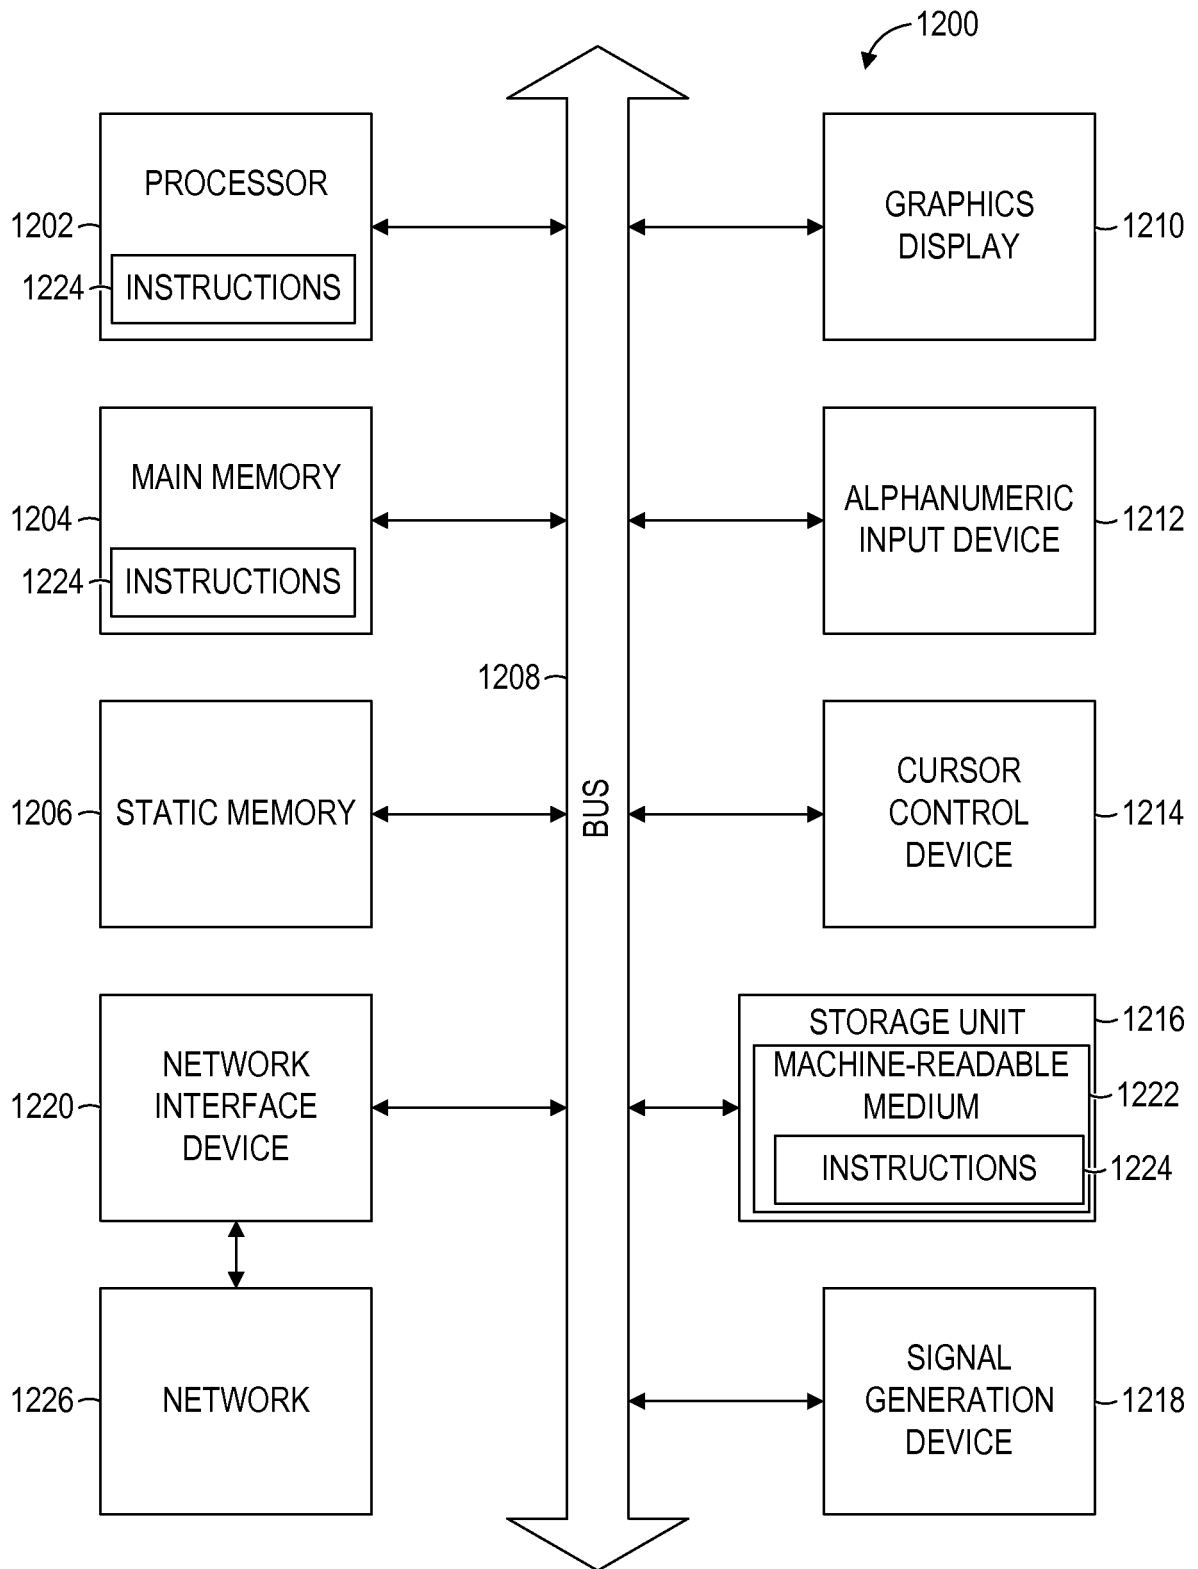 1200
PROCESSOR
1202
1224
INSTRUCTIONS
MAIN MEMORY
1204
1224
INSTRUCTIONS
1208
1206
STATIC MEMORY
1220
NETWORK
INTERFACE
DEVICE
1226
NETWORK
BUS
GRAPHICS
DISPLAY
1210
ALPHANUMERIC
INPUT DEVICE
1212
CURSOR
CONTROL
DEVICE
1214
STORAGE UNIT
1216
MACHINE-READABLE
MEDIUM
1222
INSTRUCTIONS
1224
SIGNAL
GENERATION
DEVICE
1218